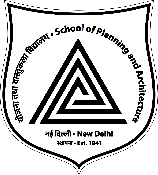 योजना तथा वास्तुकला विद्यालय • School of Planning and Architecture
नई दिल्ली • New Delhi
स्थापना - Est. 1941